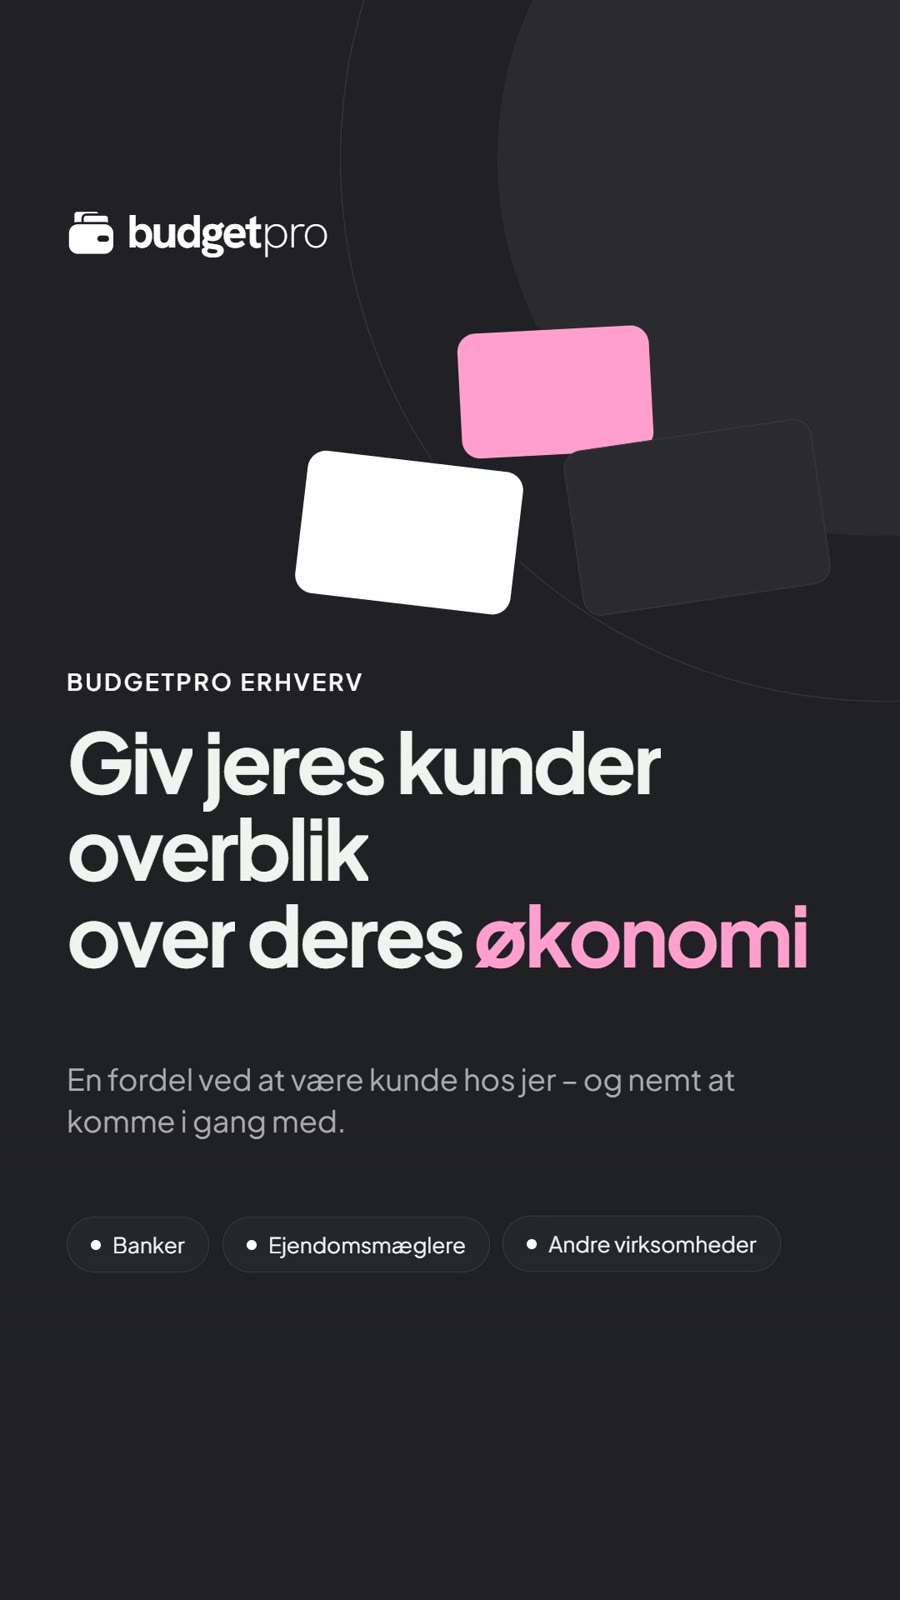 budgetpro
BUDGETPRO ERHVERV
Giv jeres kunder
overblik
over deres økonomi
En fordel ved at være kunde hos jer – og nemt at
komme i gang med.
Banker
Ejendomsmæglere
Andre virksomheder